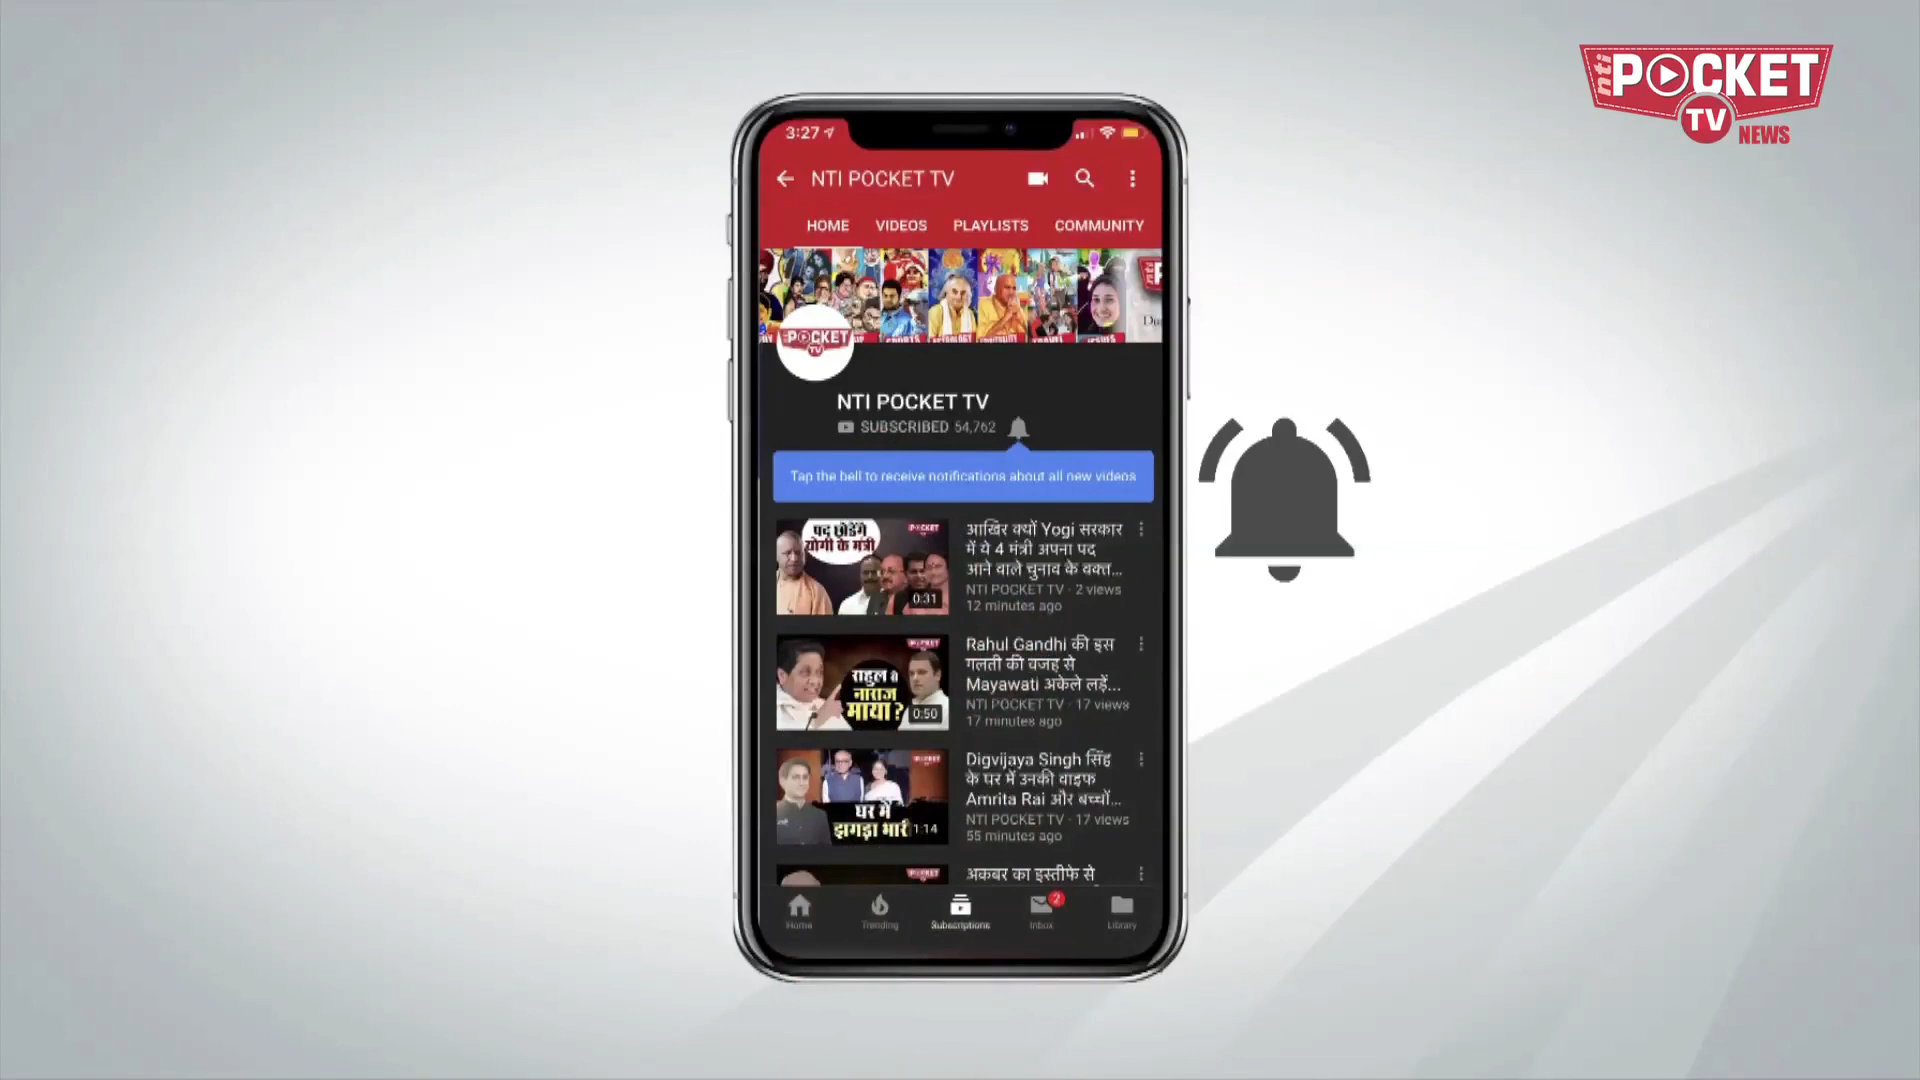 nti POCKET
TV NEWS
3:27
NTI POCKET TV
HOME VIDEOS PLAYLISTS COMMUNITY
POCKET
TV
NTI POCKET TV
SUBSCRIBED 54,762
Tap the bell to receive notifications about all new videos
पद छोड़ेंगे
योगी के मंत्री
POCKET
0:31
आखिर क्यों Yogi सरकार
में ये 4 मंत्री अपना पद
आने वाले चुनाव के वक्त...
NTI POCKET TV · 2 views
12 minutes ago
POCKET
राहुल से
नाराज
माया?
0:50
Rahul Gandhi की इस
गलती की वजह से
Mayawati अकेले लड़ें...
NTI POCKET TV · 17 views
17 minutes ago
POCKET
घर में
झगड़ा भारी
1:14
Digvijaya Singh सिंह
के घर में उनकी वाइफ
Amrita Rai और बच्चों...
NTI POCKET TV · 17 views
55 minutes ago
POCKET
अकबर का इस्तीफे से
2
Home Trending Subscriptions Inbox Library